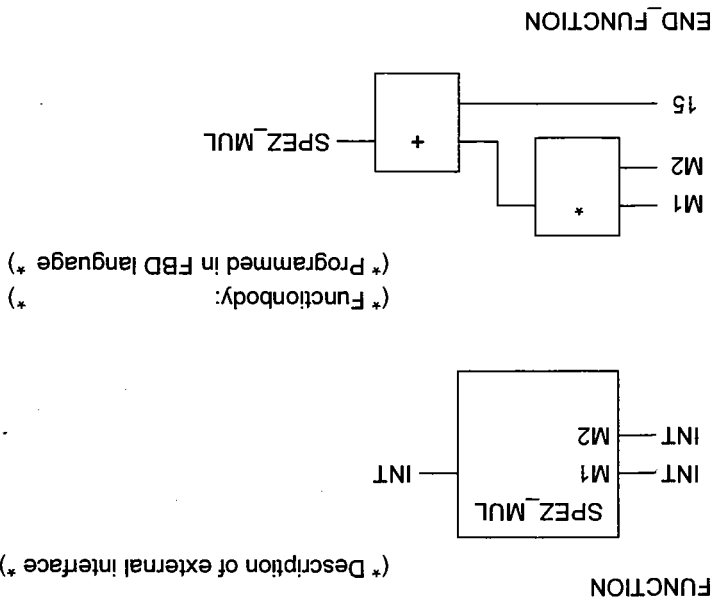 FUNCTION
(* Description of external interface *)
SPEZ_MUL
INT M1 INT
INT M2
(* Functionbody: *)
(* Programmed in FBD language *)
M1 *
M2 + SPEZ_MUL
15
END_FUNCTION